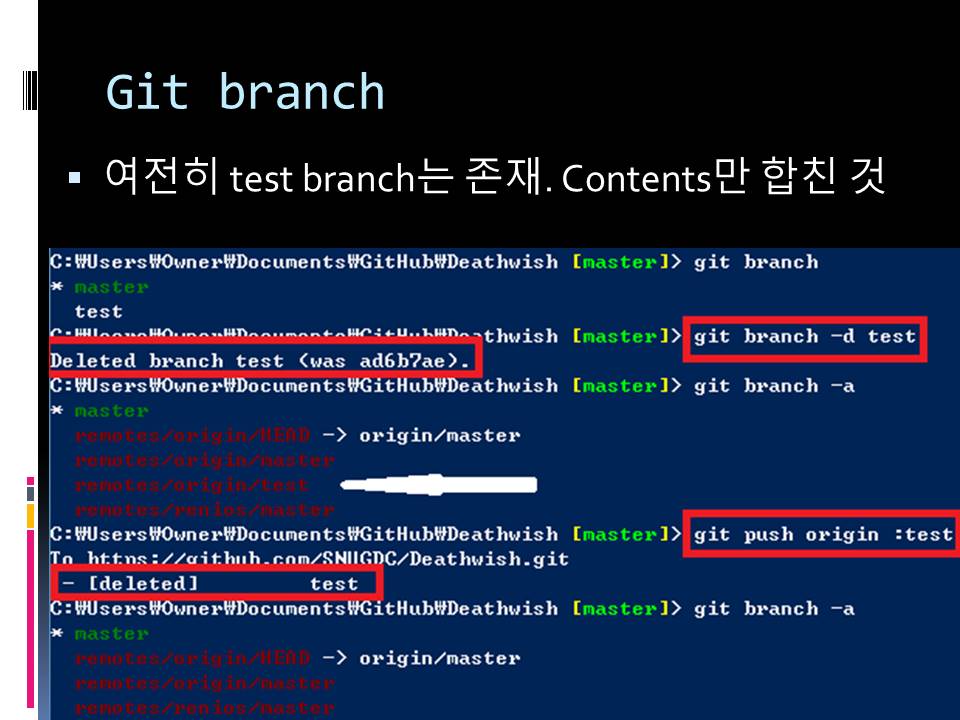 Git branch
여전히 test branch는 존재. Contents만 합친 것
C:₩Users₩Owner₩Documents₩GitHub₩Deathwish [master]> git branch
* master
test
C:₩Users₩Owner₩Documents₩GitHub₩Deathwish [master]> git branch -d test
Deleted branch test (was ad6b7ae).
C:₩Users₩Owner₩Documents₩GitHub₩Deathwish [master]> git branch -a
* master
remotes/origin/HEAD -> origin/master
remotes/origin/master
remotes/origin/test
remotes/renios/master
C:₩Users₩Owner₩Documents₩GitHub₩Deathwish [master]> git push origin :test
To https://github.com/SNUGDC/Deathwish.git
- [deleted] test
C:₩Users₩Owner₩Documents₩GitHub₩Deathwish [master]> git branch -a
* master
remotes/origin/HEAD -> origin/master
remotes/origin/master
remotes/renios/master